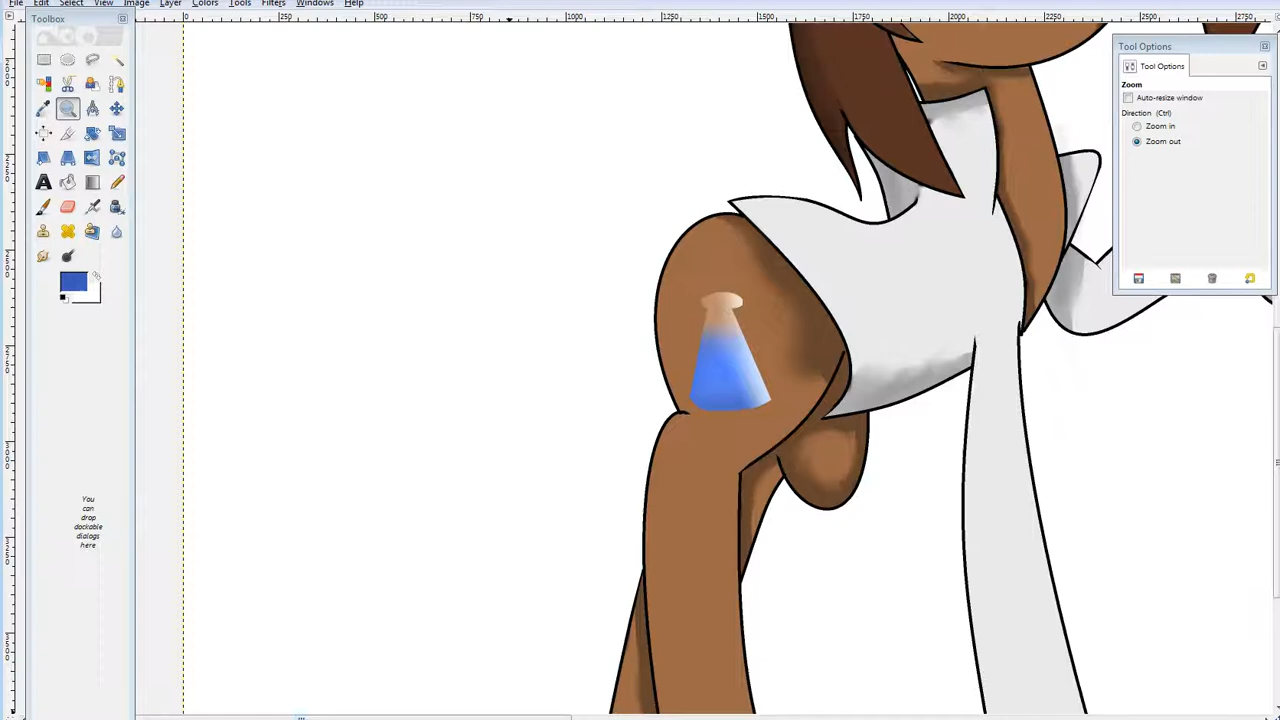 File Edit Select View Image Layer Colors Tools Filters Windows Help
Toolbox
0 250 500 750 1000 1250 1500 1750 2000 2250 2500 2750
Tool Options
Tool Options
Zoom
Auto-resize window
Direction (Ctrl)
Zoom in
Zoom out
You
can
drop
dockable
dialogs
here